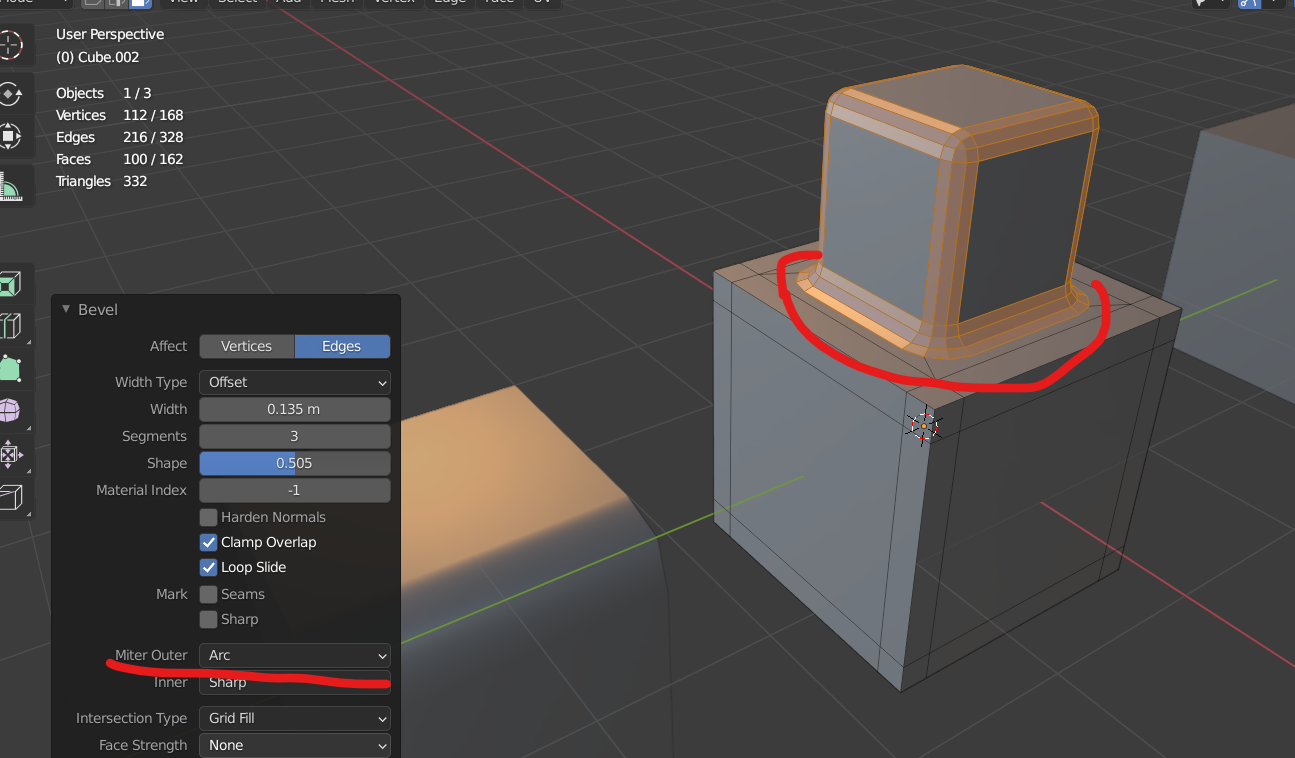 Mode View Select Add Mesh Vertex Edge Face UV
User Perspective
(0) Cube.002
Objects 1 / 3
Vertices 112 / 168
Edges 216 / 328
Faces 100 / 162
Triangles 332
Bevel
Affect Vertices Edges
Width Type Offset
Width 0.135 m
Segments 3
Shape 0.505
Material Index -1
Harden Normals
Clamp Overlap
Loop Slide
Mark Seams
Sharp
Miter Outer Arc
Inner Sharp
Intersection Type Grid Fill
Face Strength None